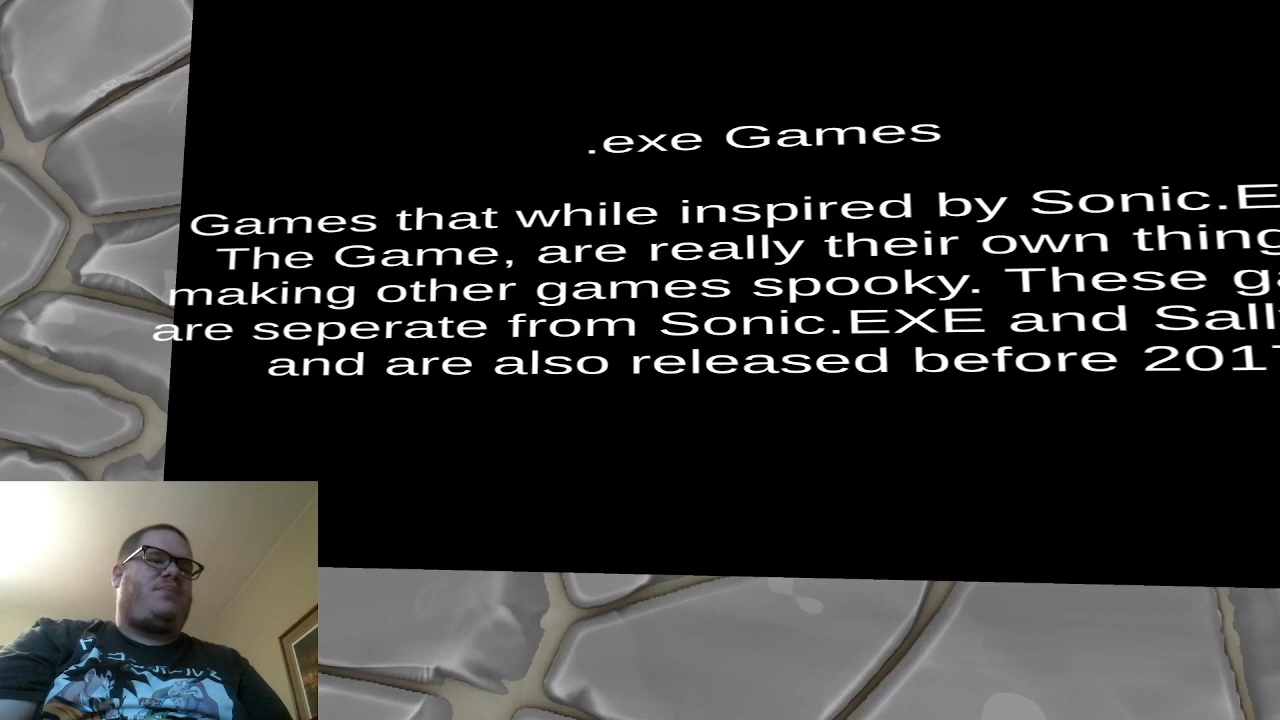 .exe Games
Games that while inspired by Sonic.E
The Game, are really their own thing
making other games spooky. These ga
are seperate from Sonic.EXE and Sall
and are also released before 2017